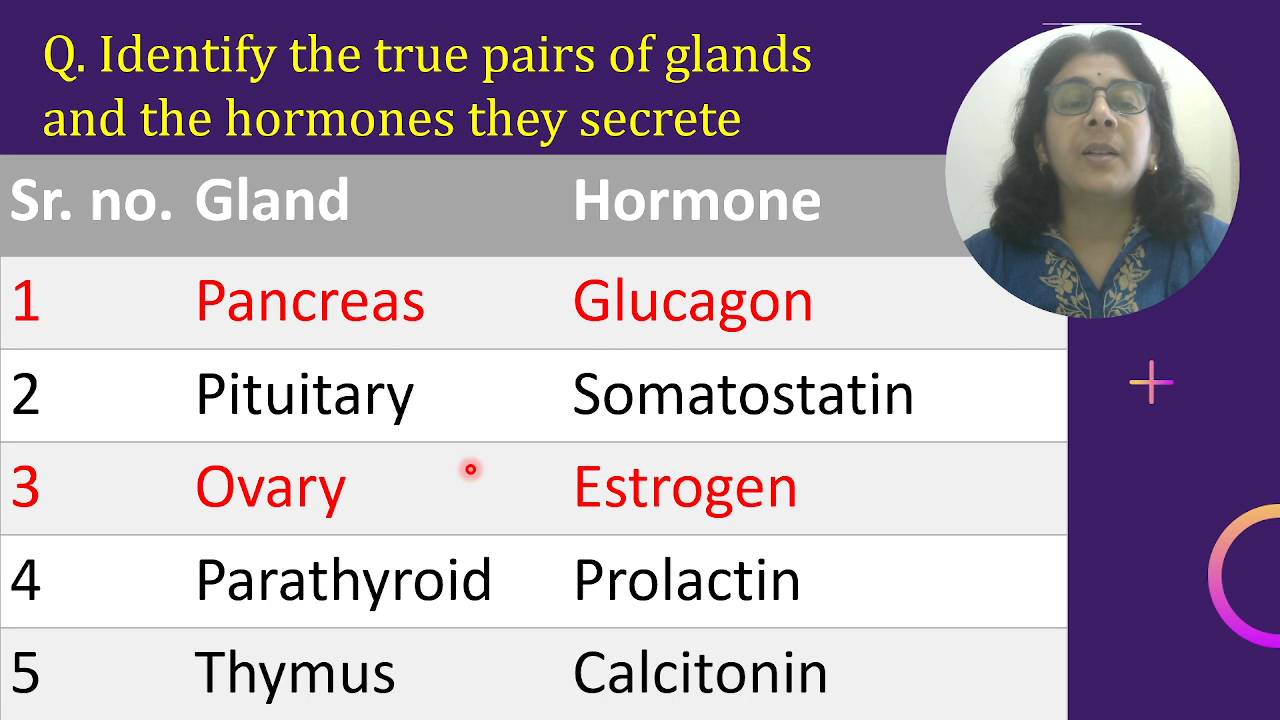 Q. Identify the true pairs of glands
and the hormones they secrete
Sr. no. Gland Hormone
1 Pancreas Glucagon
2 Pituitary Somatostatin
3 Ovary Estrogen
4 Parathyroid Prolactin
5 Thymus Calcitonin